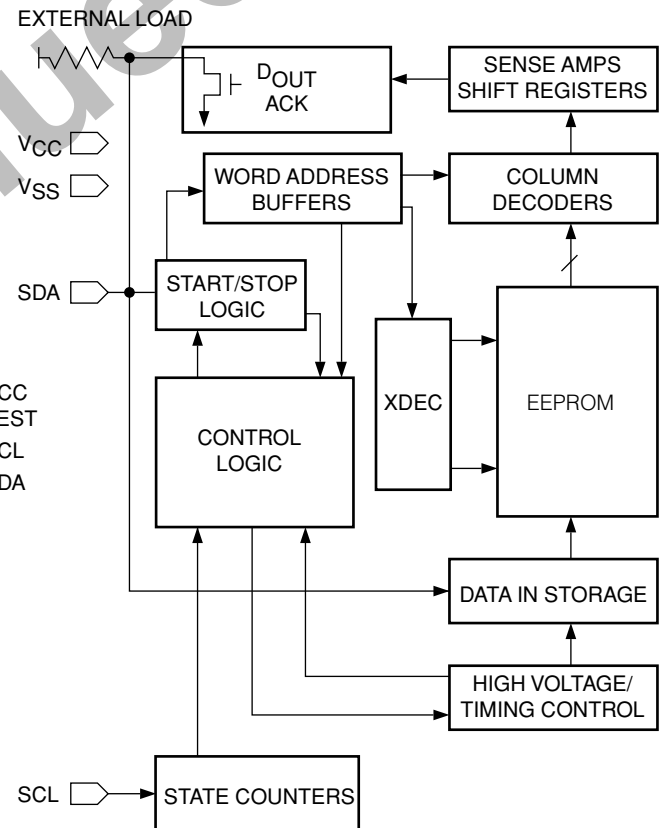 EXTERNAL LOAD
DOUT
ACK
SENSE AMPS
SHIFT REGISTERS
VCC
VSS
WORD ADDRESS
BUFFERS
COLUMN
DECODERS
SDA
START/STOP
LOGIC
XDEC
EEPROM
CC
EST
CL
DA
CONTROL
LOGIC
DATA IN STORAGE
HIGH VOLTAGE/
TIMING CONTROL
SCL
STATE COUNTERS